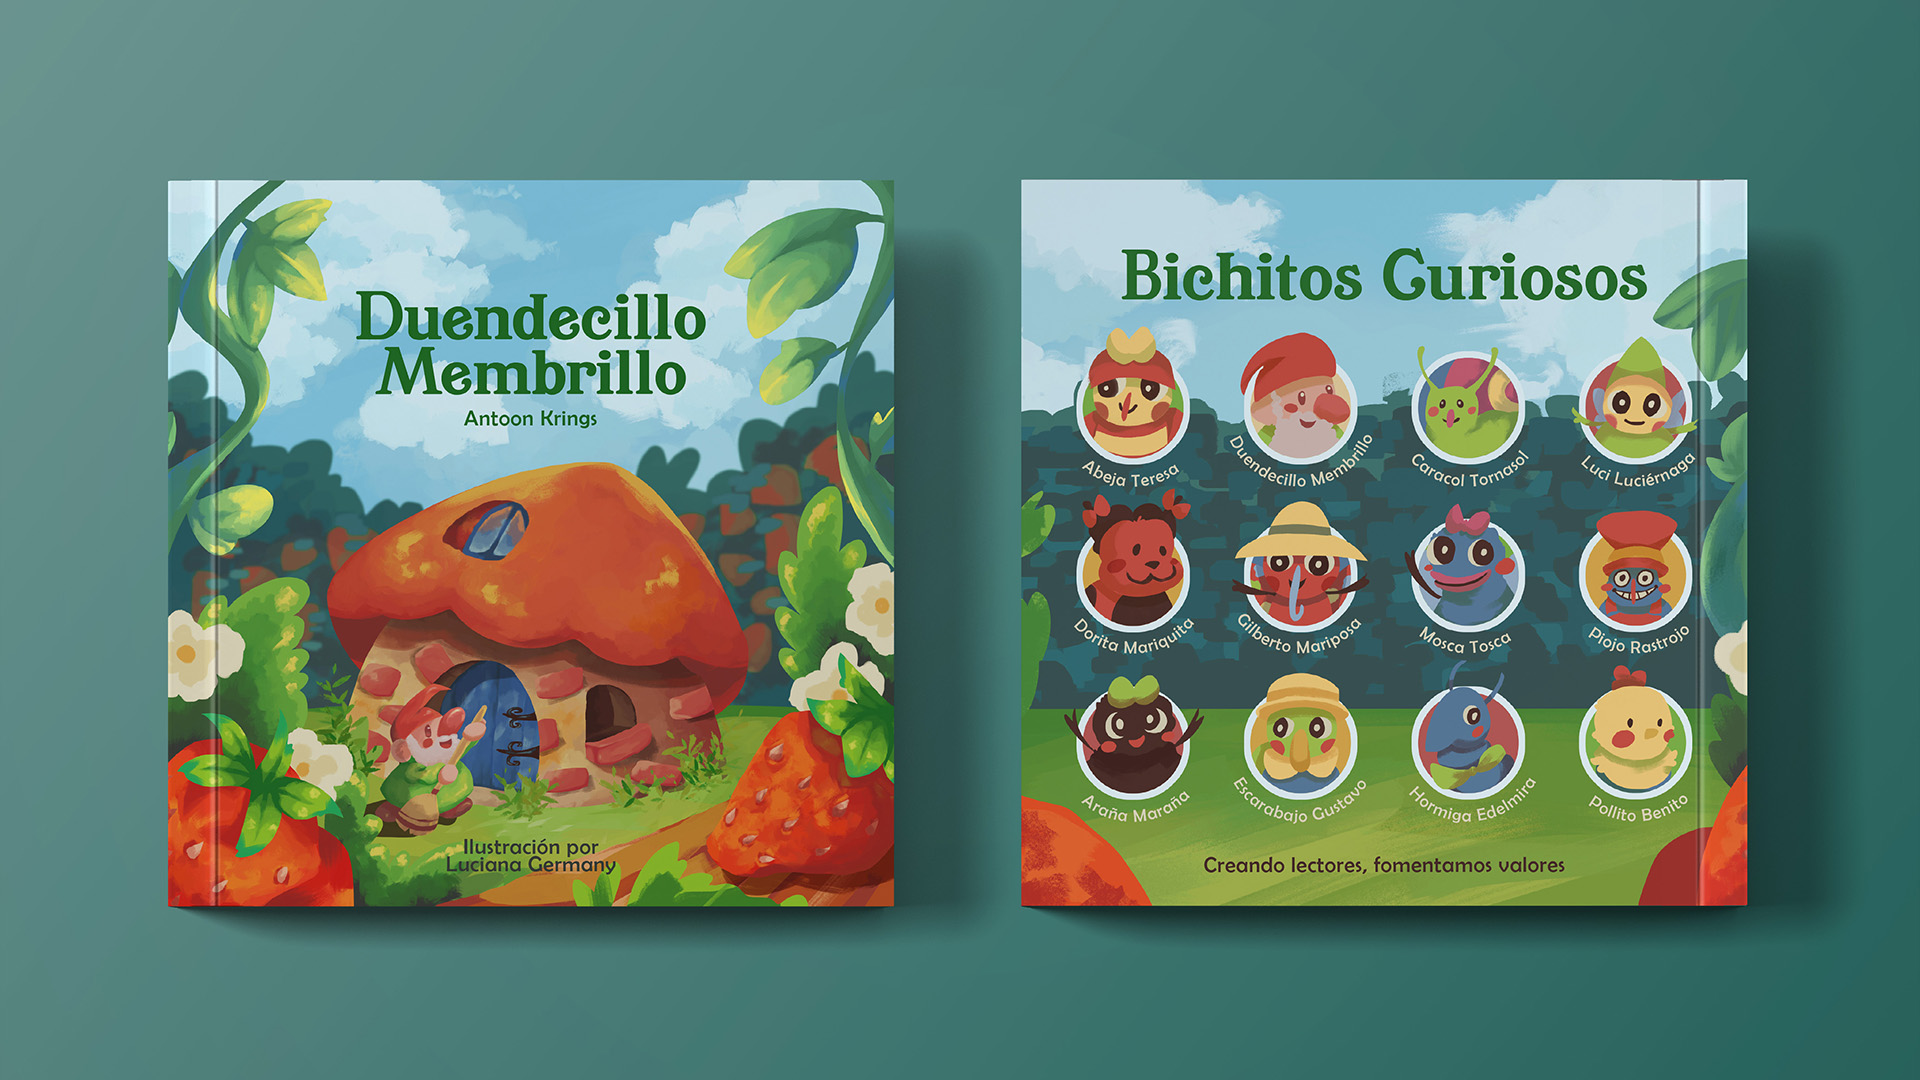 Duendecillo
Membrillo
Antoon Krings
Ilustración por
Luciana Germany
Bichitos Curiosos
Abeja Teresa
Duendecillo Membrillo
Caracol Tornasol
Luci Luciérnaga
Dorita Mariquita
Gilberto Mariposa
Mosca Tosca
Piojo Rastrojo
Araña Maraña
Escarabajo Gustavo
Hormiga Edelmira
Pollito Benito
Creando lectores, fomentamos valores